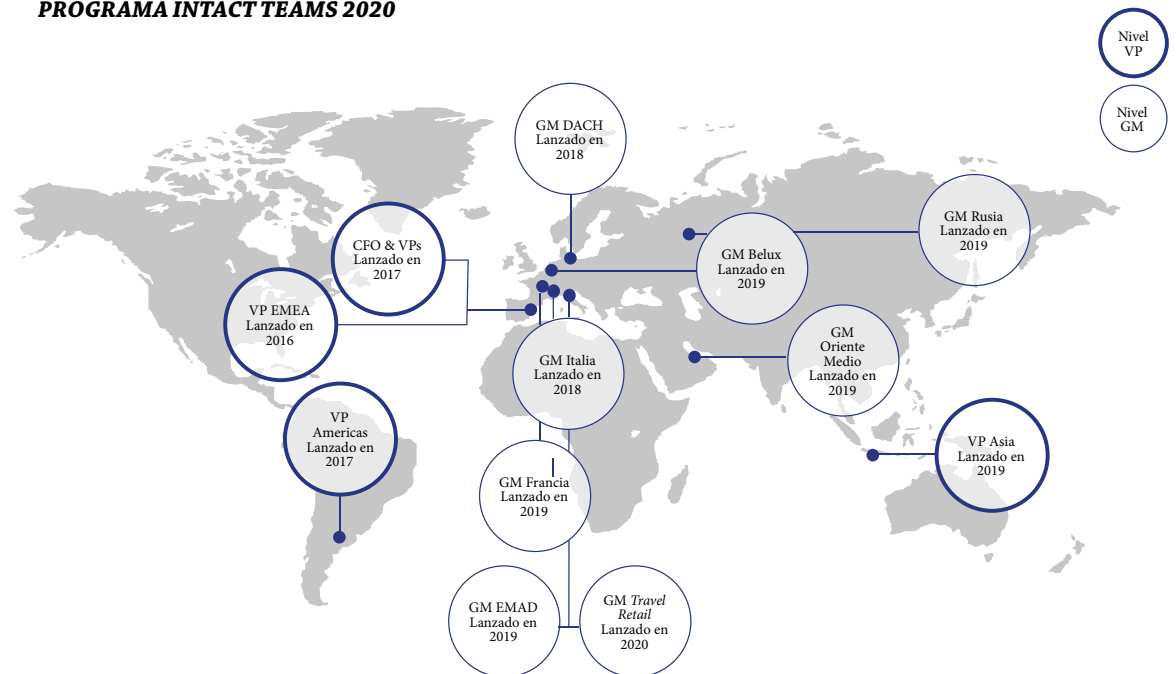 PROGRAMA INTACT TEAMS 2020
Nivel
VP
Nivel
GM
GM DACH
Lanzado en
2018
CFO & VPs
Lanzado en
2017
VP EMEA
Lanzado en
2016
VP
Americas
Lanzado en
2017
GM Belux
Lanzado en
2019
GM Rusia
Lanzado en
2019
GM
Oriente
Medio
Lanzado en
2019
GM Italia
Lanzado en
2018
VP Asia
Lanzado en
2019
GM Francia
Lanzado en
2019
GM EMAD
Lanzado en
2019
GM Travel
Retail
Lanzado en
2020